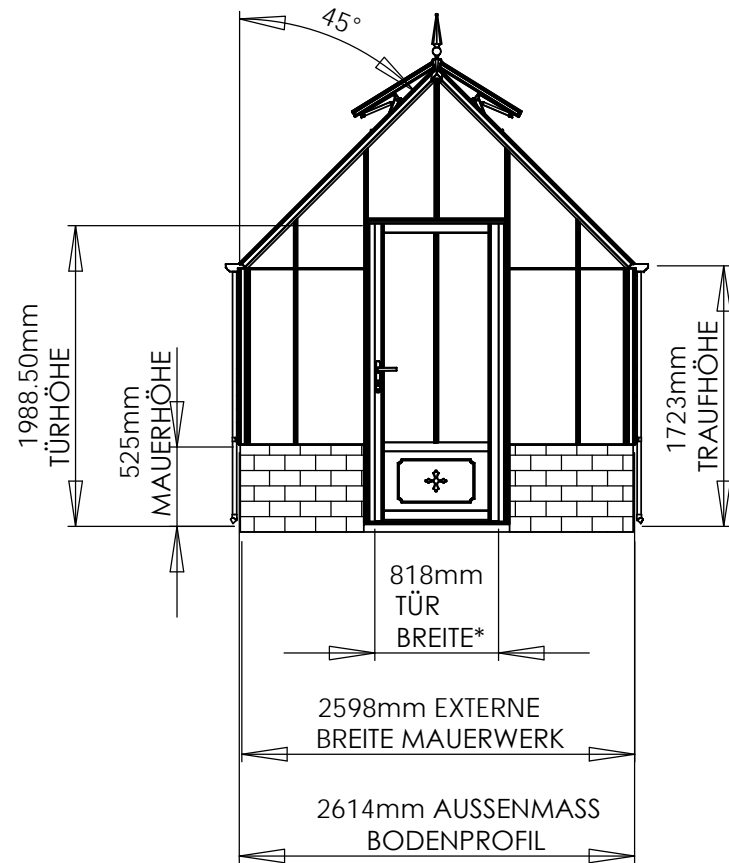 45°
1988.50mm
TÜRHÖHE
525mm
MAUERHÖHE
1723mm
TRAUFHÖHE
818mm
TÜR
BREITE*
2598mm EXTERNE
BREITE MAUERWERK
2614mm AUSSENMASS
BODENPROFIL